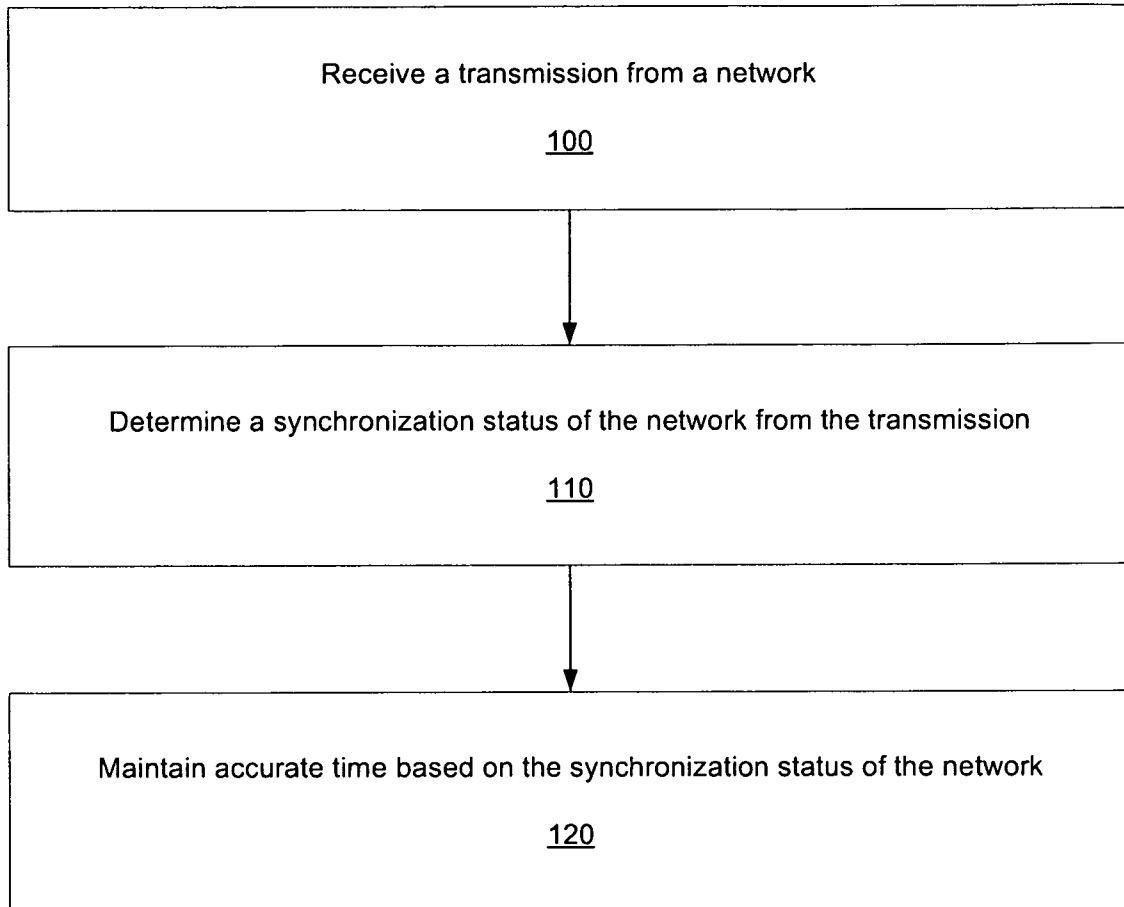 Receive a transmission from a network
100
Determine a synchronization status of the network from the transmission
110
Maintain accurate time based on the synchronization status of the network
120